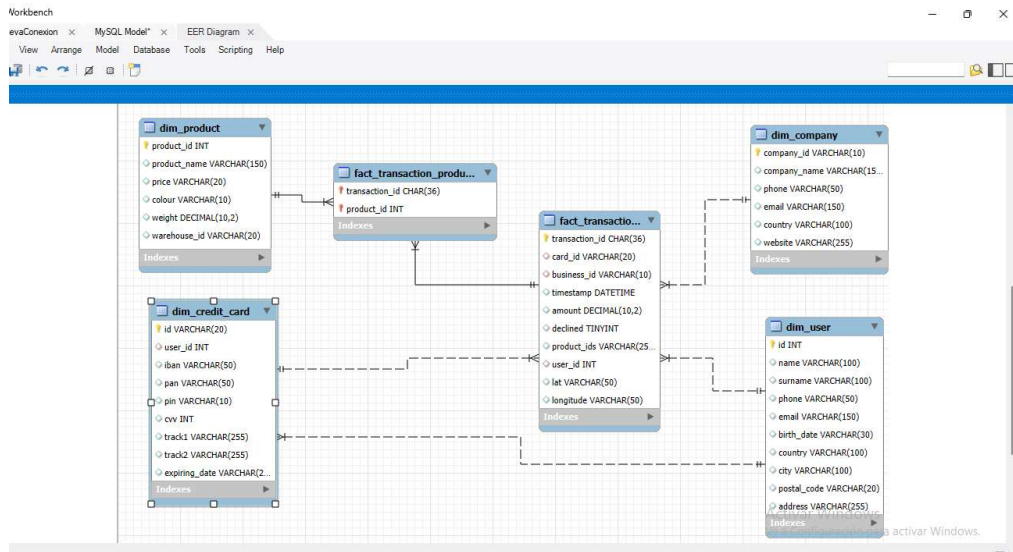 Workbench
evaConexion × MySQL Model* × EER Diagram ×
View Arrange Model Database Tools Scripting Help
dim_product
product_id INT
product_name VARCHAR(150)
price VARCHAR(20)
colour VARCHAR(10)
weight DECIMAL(10,2)
warehouse_id VARCHAR(20)
Indexes
fact_transaction_produ...
transaction_id CHAR(36)
product_id INT
Indexes
fact_transactio...
transaction_id CHAR(36)
card_id VARCHAR(20)
business_id VARCHAR(10)
timestamp DATETIME
amount DECIMAL(10,2)
declined TINYINT
product_ids VARCHAR(25...
user_id INT
lat VARCHAR(50)
longitude VARCHAR(50)
Indexes
dim_company
company_id VARCHAR(10)
company_name VARCHAR(15...
phone VARCHAR(50)
email VARCHAR(150)
country VARCHAR(100)
website VARCHAR(255)
Indexes
dim_credit_card
id VARCHAR(20)
user_id INT
iban VARCHAR(50)
pan VARCHAR(50)
pin VARCHAR(10)
cvv INT
track1 VARCHAR(255)
track2 VARCHAR(255)
expiring_date VARCHAR(2...
Indexes
dim_user
id INT
name VARCHAR(100)
surname VARCHAR(100)
phone VARCHAR(50)
email VARCHAR(150)
birth_date VARCHAR(30)
country VARCHAR(100)
city VARCHAR(100)
postal_code VARCHAR(20)
address VARCHAR(255)
Indexes
Activar Windows
a activar Windows.